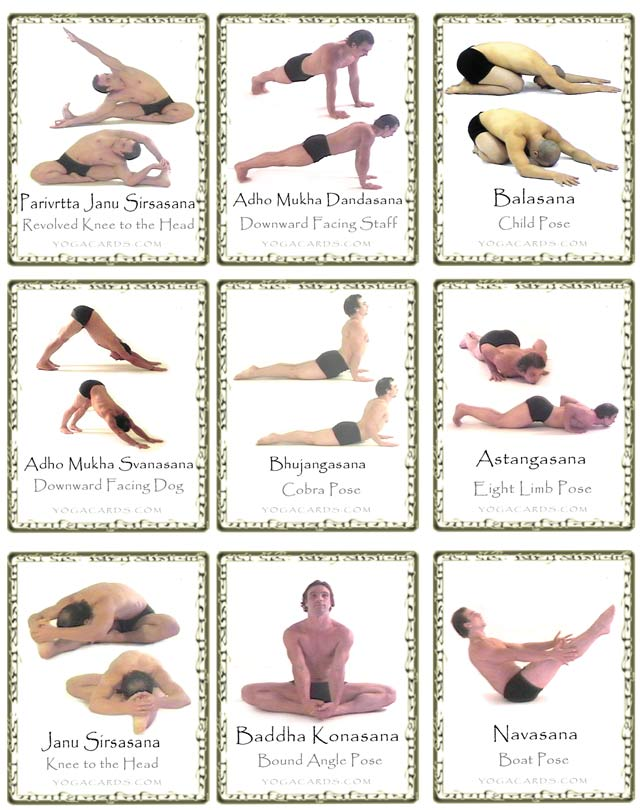 Parivrtta Janu Sirsasana
Revolved Knee to the Head
YOGACARDS.COM
Adho Mukha Dandasana
Downward Facing Staff
YOGACARDS.COM
Balasana
Child Pose
YOGACARDS.COM
Adho Mukha Svanasana
Downward Facing Dog
YOGACARDS.COM
Bhujangasana
Cobra Pose
YOGACARDS.COM
Astangasana
Eight Limb Pose
YOGACARDS.COM
Janu Sirsasana
Knee to the Head
YOGACARDS.COM
Baddha Konasana
Bound Angle Pose
YOGACARDS.COM
Navasana
Boat Pose
YOGACARDS.COM